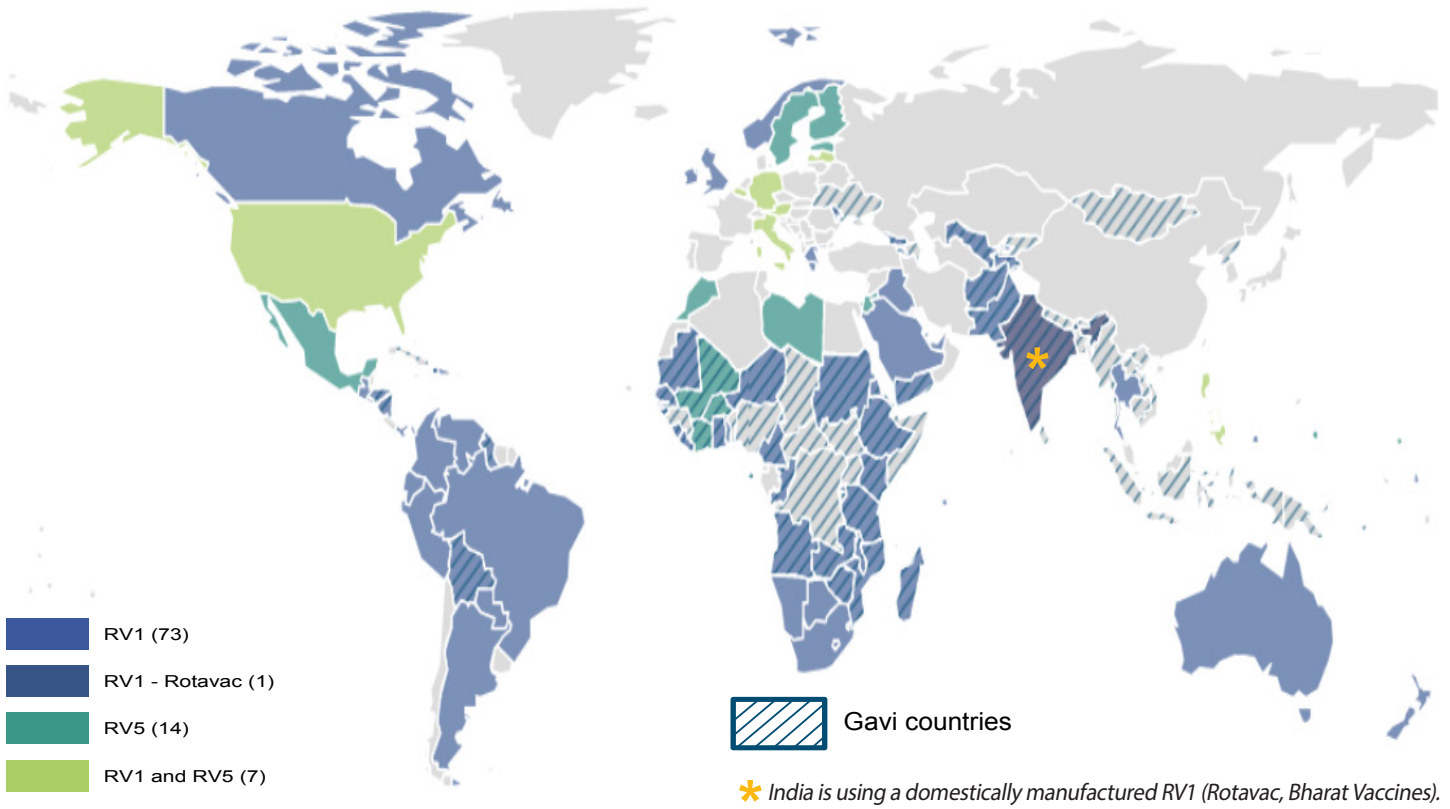 RV1 (73)
RV1 - Rotavac (1)
RV5 (14)
RV1 and RV5 (7)
Gavi countries
* India is using a domestically manufactured RV1 (Rotavac, Bharat Vaccines).